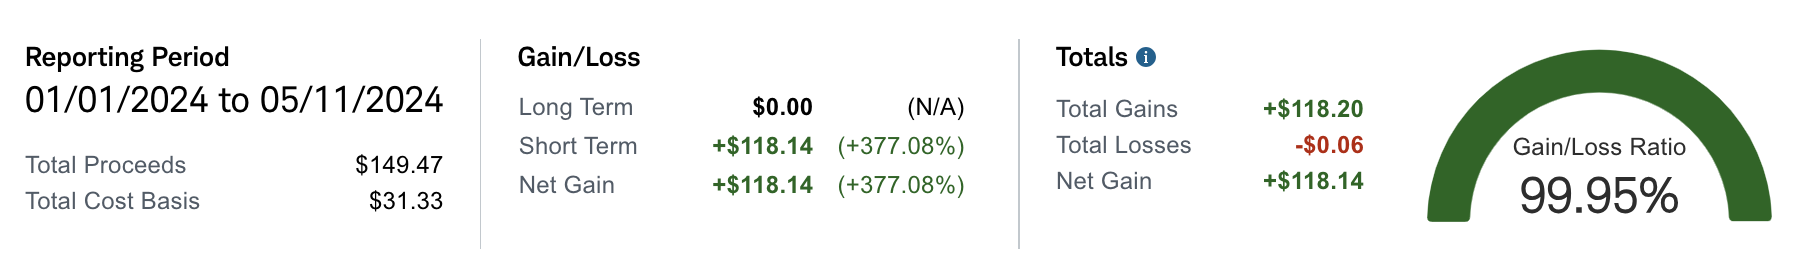 Reporting Period
01/01/2024 to 05/11/2024
Total Proceeds $149.47
Total Cost Basis $31.33
Gain/Loss
Long Term $0.00 (N/A)
Short Term +$118.14 (+377.08%)
Net Gain +$118.14 (+377.08%)
Totals i
Total Gains +$118.20
Total Losses -$0.06
Net Gain +$118.14
Gain/Loss Ratio
99.95%